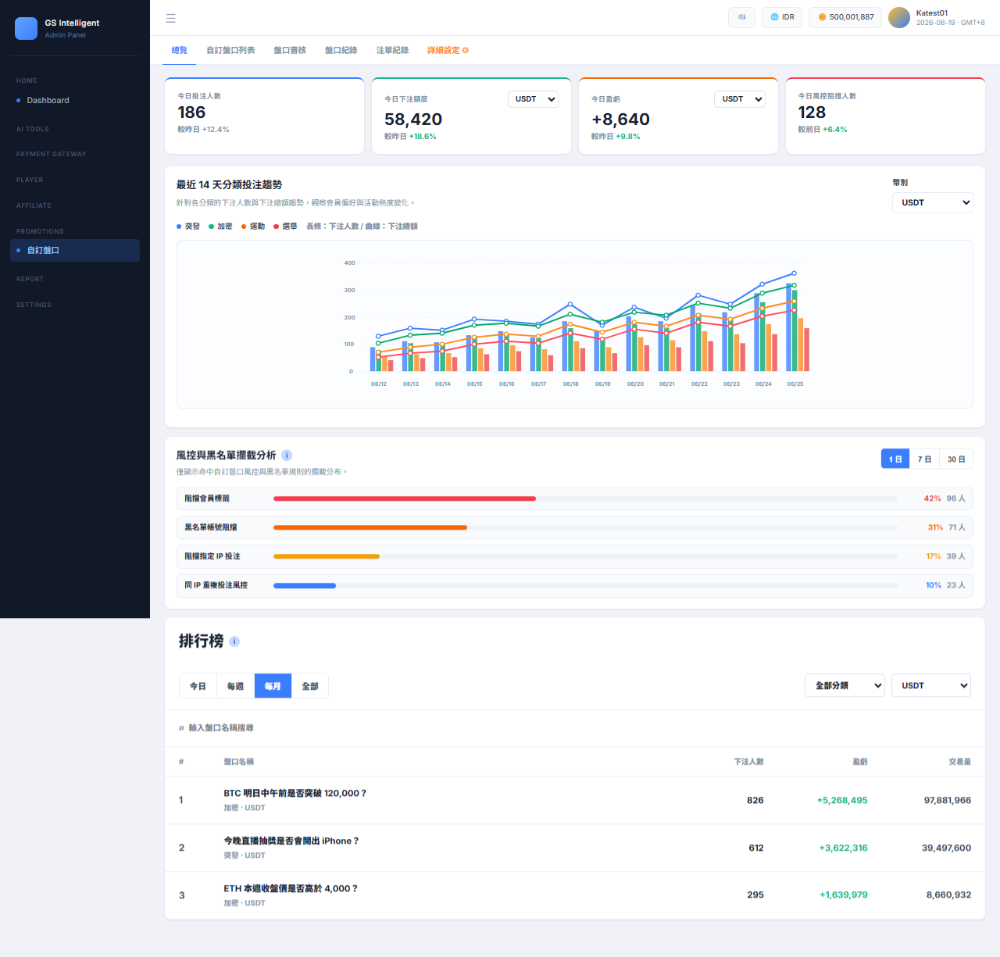 GS Intelligent
Admin Panel
HOME
Dashboard
AI TOOLS
PAYMENT GATEWAY
PLAYER
AFFILIATE
PROMOTIONS
自訂盤口
REPORT
SETTINGS
IDR
500,001,887
Katest01
2026-08-19 · GMT+8
總覽 自訂盤口列表 盤口審核 盤口紀錄 注單紀錄 詳細設定
今日投注人數
186
較昨日 +12.4%
今日下注額度 USDT
58,420
較昨日 +18.6%
今日盈虧 USDT
+8,640
較昨日 +9.8%
今日風控阻擋人數
128
較前日 +6.4%
最近 14 天分類投注趨勢
針對各分類的下注人數與下注總額趨勢，觀察會員偏好與活動熱度變化。
幣別
USDT
突發 加密 運動 選舉 長條：下注人數 / 曲線：下注總額
400
300
200
100
0
06/12 06/13 06/14 06/15 06/16 06/17 06/18 06/19 06/20 06/21 06/22 06/23 06/24 06/25
風控與黑名單攔截分析 i
僅顯示命中自訂盤口風控與黑名單規則的攔截分布。
1 日 7 日 30 日
阻擋會員標籤 42% 96 人
黑名單帳號阻擋 31% 71 人
阻擋指定 IP 投注 17% 39 人
同 IP 重複投注風控 10% 23 人
排行榜 i
今日 每週 每月 全部 全部分類 USDT
輸入盤口名稱搜尋
# 盤口名稱 下注人數 盈虧 交易量
1 BTC 明日中午前是否突破 120,000？ 826 +5,268,495 97,881,966
加密 · USDT
2 今晚直播抽獎是否會開出 iPhone？ 612 +3,622,316 39,497,600
突發 · USDT
3 ETH 本週收盤價是否高於 4,000？ 295 +1,639,979 8,660,932
加密 · USDT